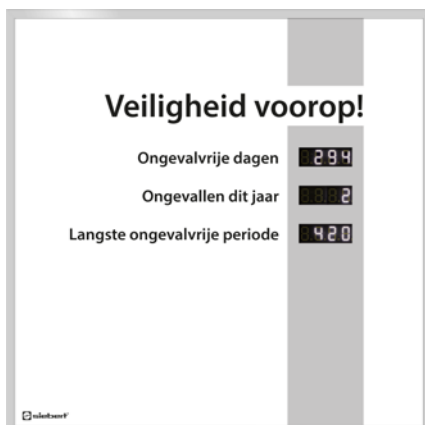 Veiligheid voorop!
Ongevalvrije dagen 294
Ongevallen dit jaar 2
Langste ongevalvrije periode 420